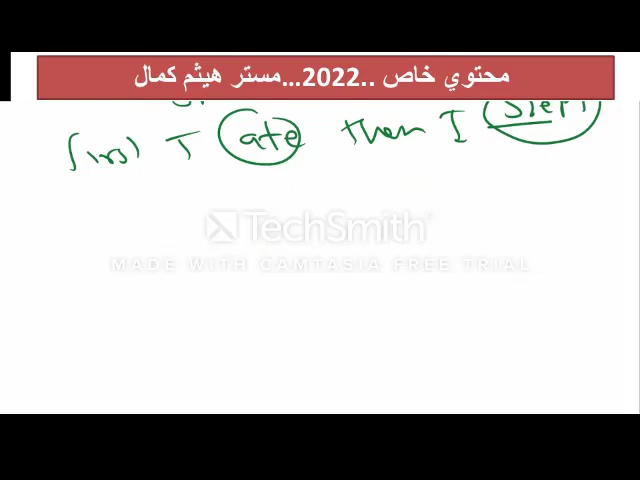 محتوي خاص ..2022...مستر هيثم كمال
first I ate then I slept
TechSmith
MADE WITH CAMTASIA FREE TRIAL